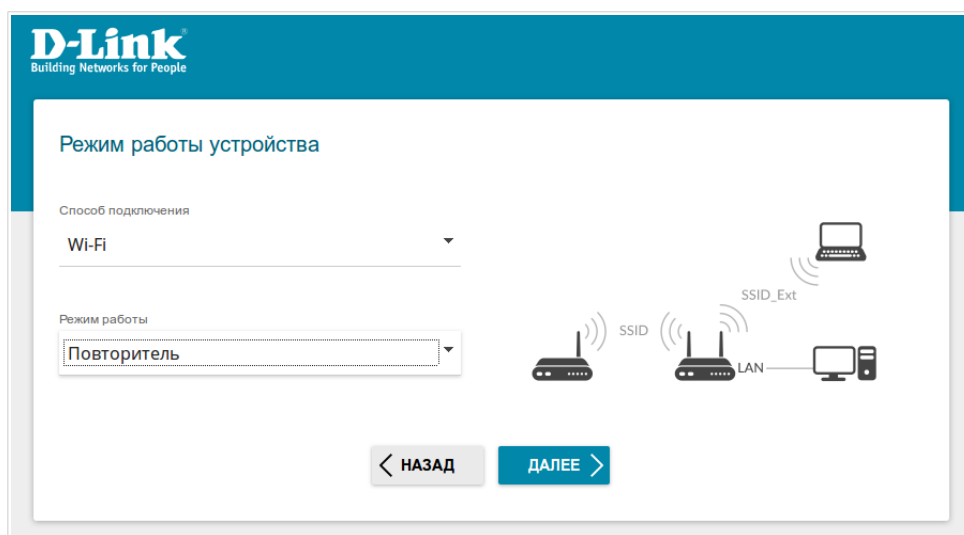 D-Link
Building Networks for People
Режим работы устройства
Способ подключения
Wi-Fi
Режим работы
Повторитель
SSID
SSID_Ext
LAN
НАЗАД
ДАЛЕЕ